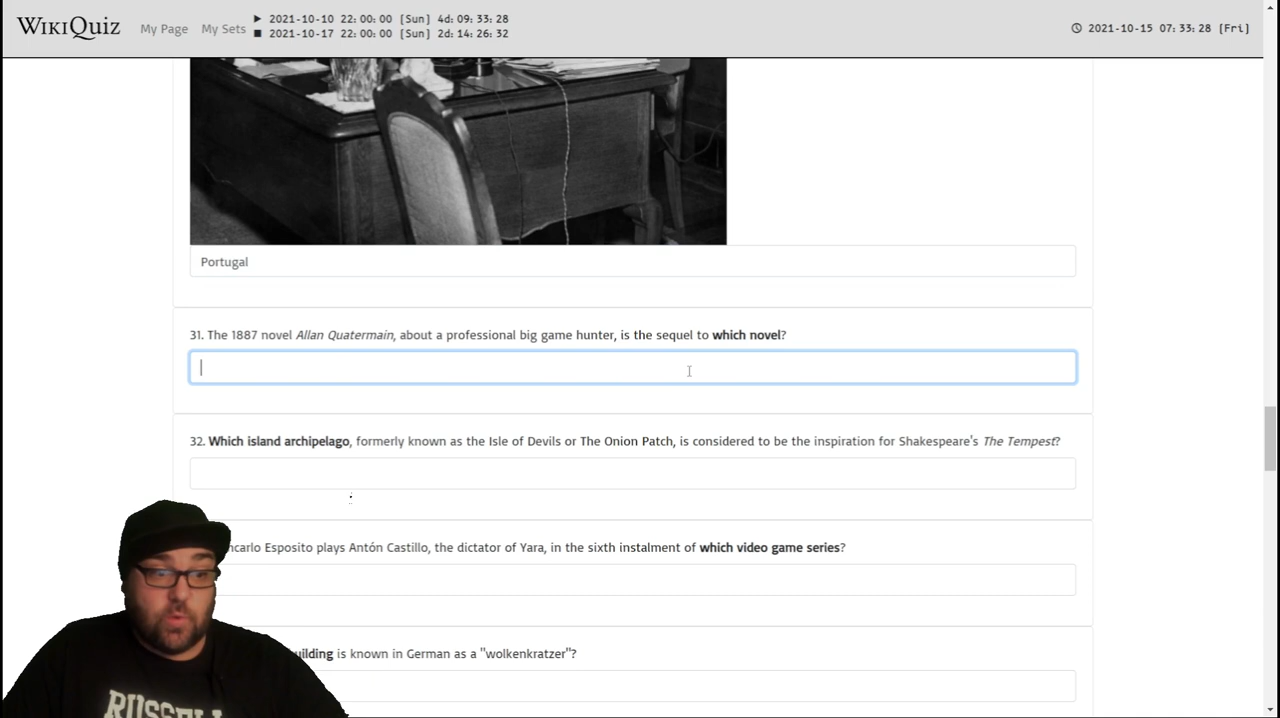 WikiQuiz
My Page
My Sets
2021-10-10 22:00:00 [Sun] 4d:09:33:28
2021-10-17 22:00:00 [Sun] 2d:14:26:32
2021-10-15 07:33:28 [Fri]
Portugal
31. The 1887 novel Allan Quatermain, about a professional big game hunter, is the sequel to which novel?
32. Which island archipelago, formerly known as the Isle of Devils or The Onion Patch, is considered to be the inspiration for Shakespeare's The Tempest?
Esposito plays Antón Castillo, the dictator of Yara, in the sixth instalment of which video game series?
is known in German as a "wolkenkratzer"?